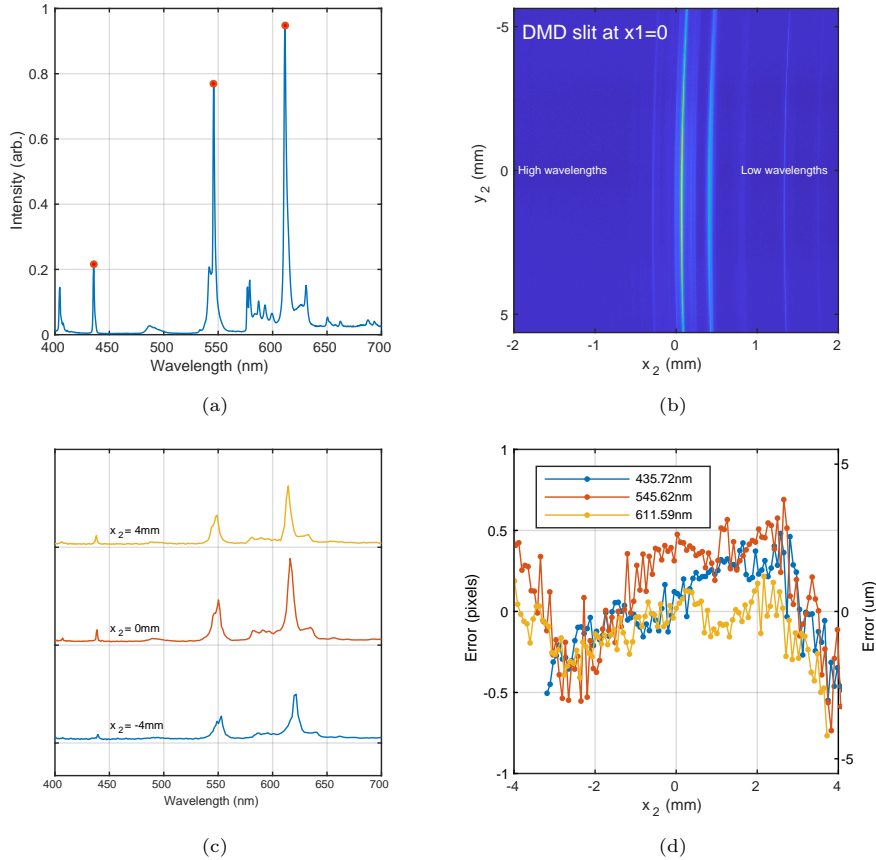 1
0.8
0.6
0.4
0.2
0
Intensity (arb.)
400 450 500 550 600 650 700
Wavelength (nm)
(a)
DMD slit at x1=0
-5
0
5
y2 (mm)
High wavelengths
Low wavelengths
-2 -1 0 1 2
x2 (mm)
(b)
x2= 4mm
x2= 0mm
x2= -4mm
400 450 500 550 600 650 700
Wavelength (nm)
(c)
1
0.5
0
-0.5
-1
Error (pixels)
435.72nm
545.62nm
611.59nm
5
0
-5
Error (um)
-4 -2 0 2 4
x2 (mm)
(d)